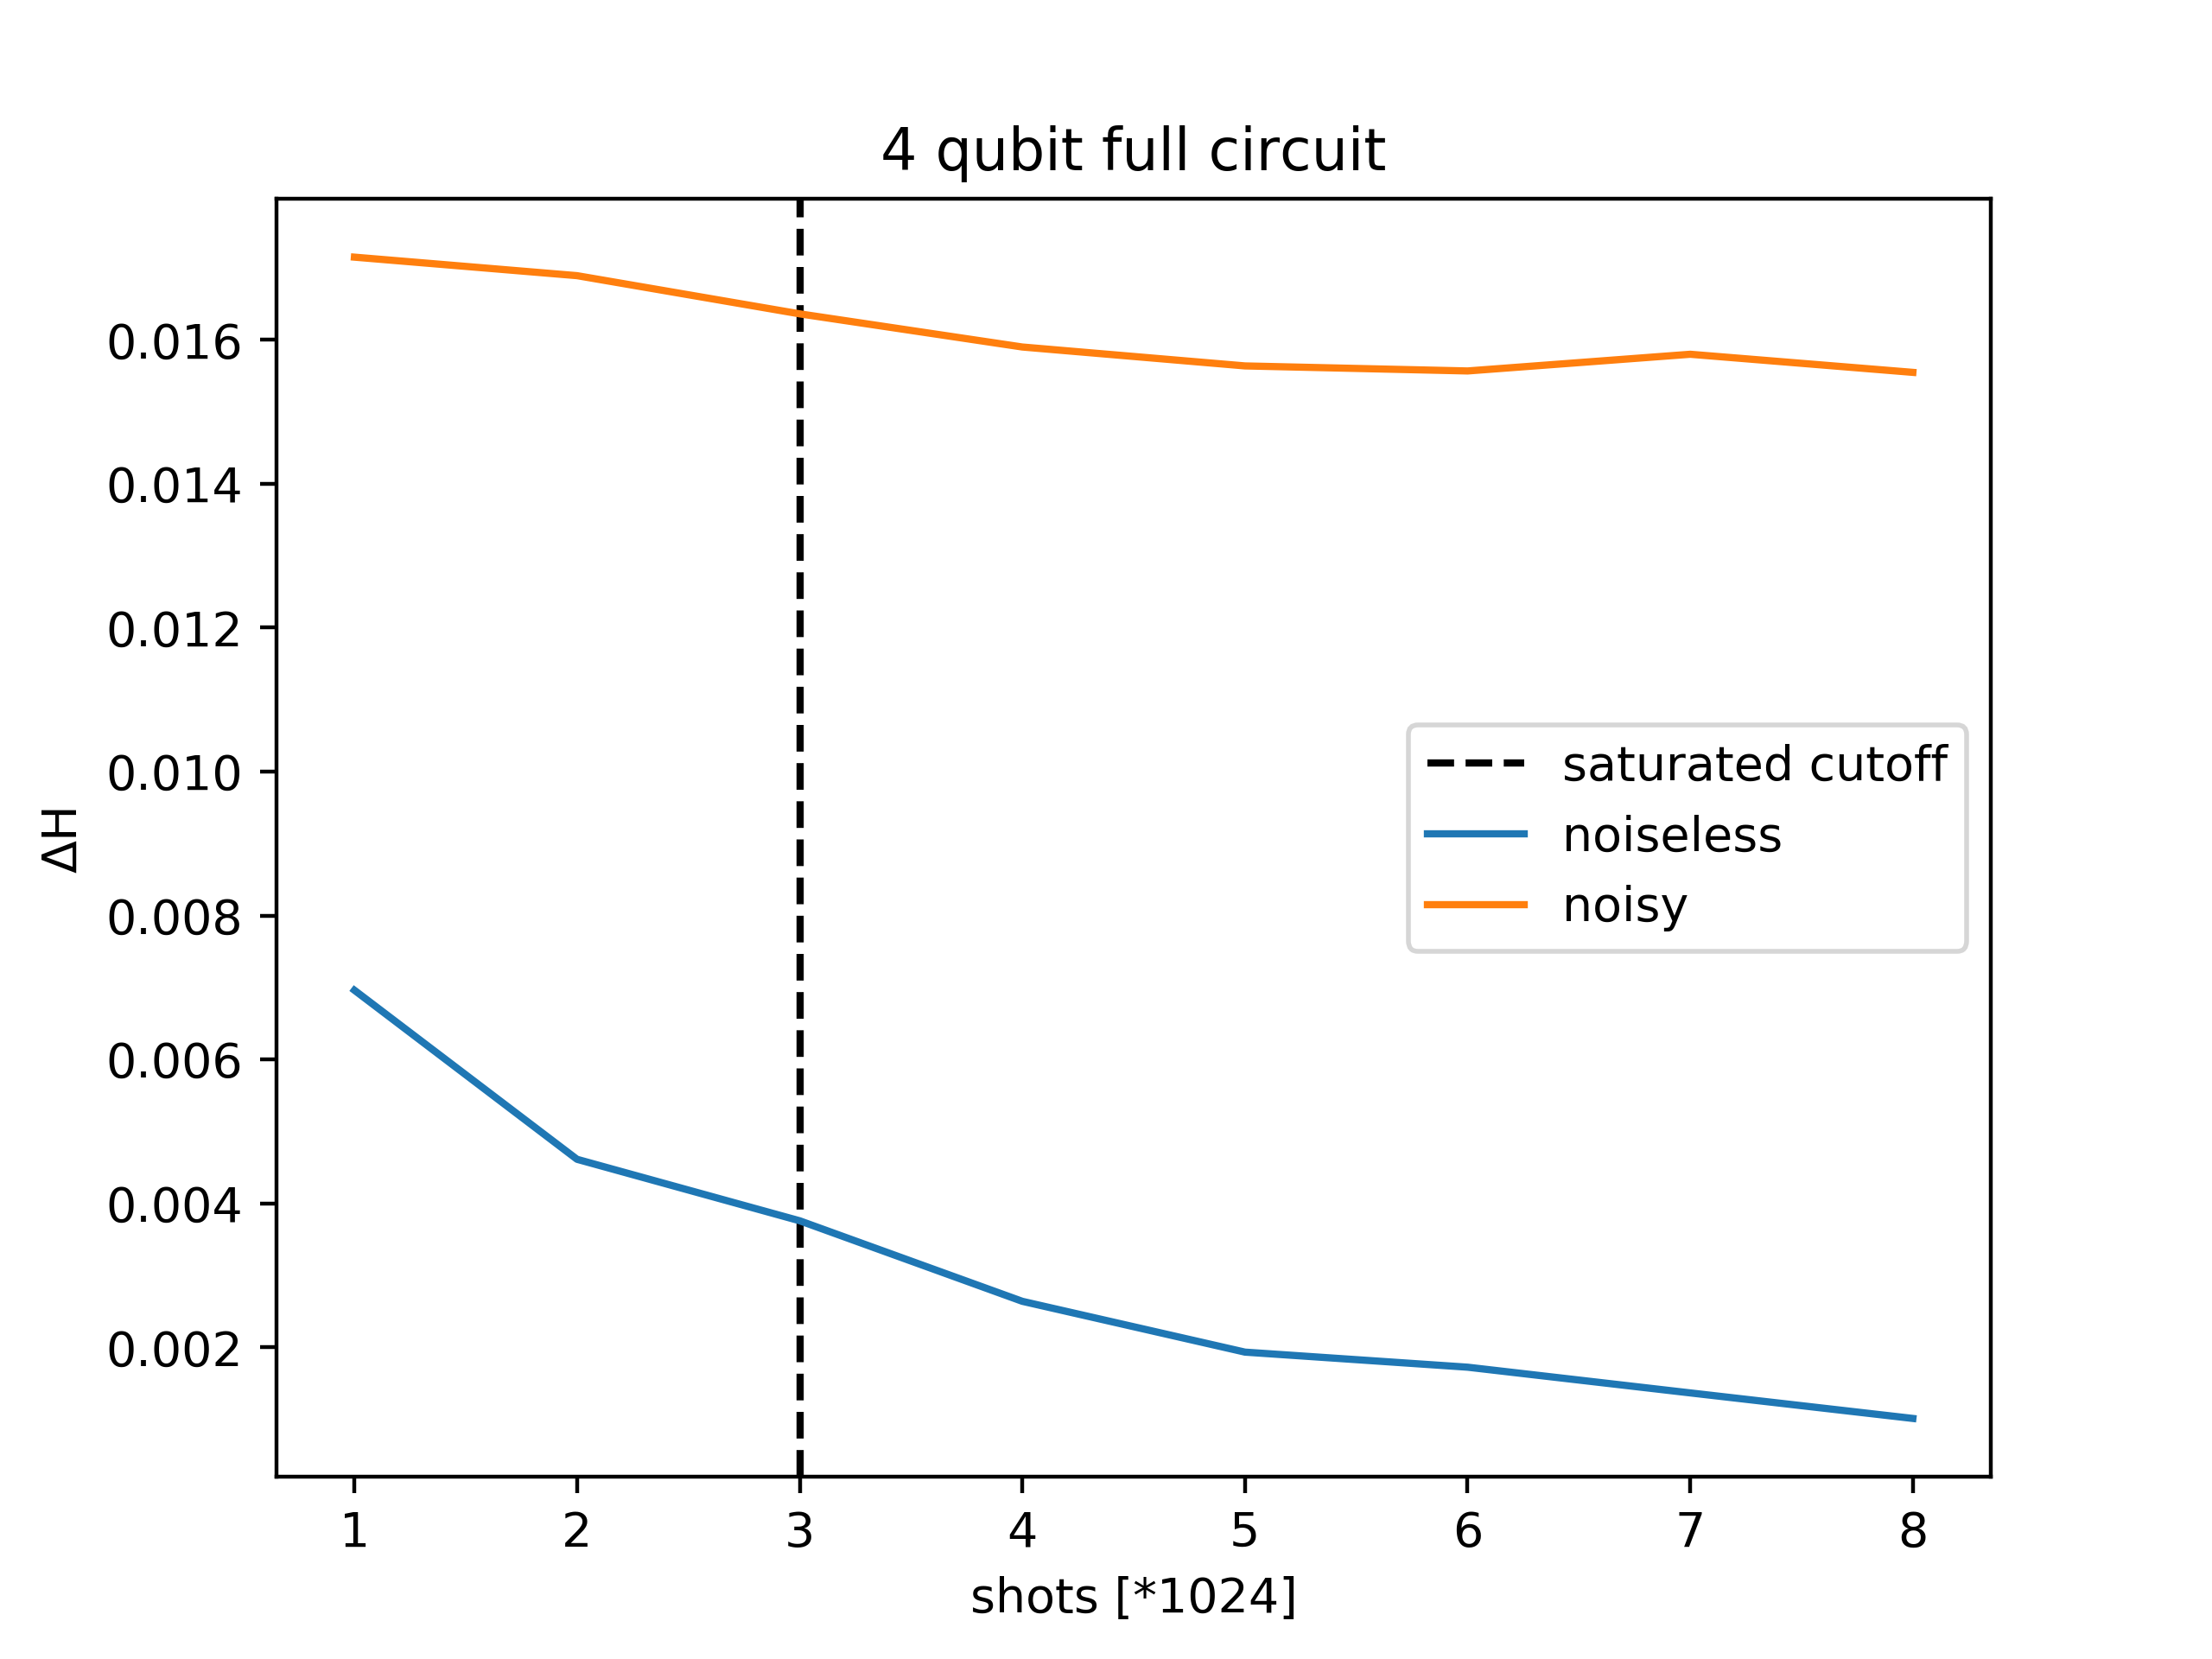 4 qubit full circuit
0.016
0.014
0.012
0.010
0.008
0.006
0.004
0.002
ΔH
saturated cutoff
noiseless
noisy
1 2 3 4 5 6 7 8
shots [*1024]